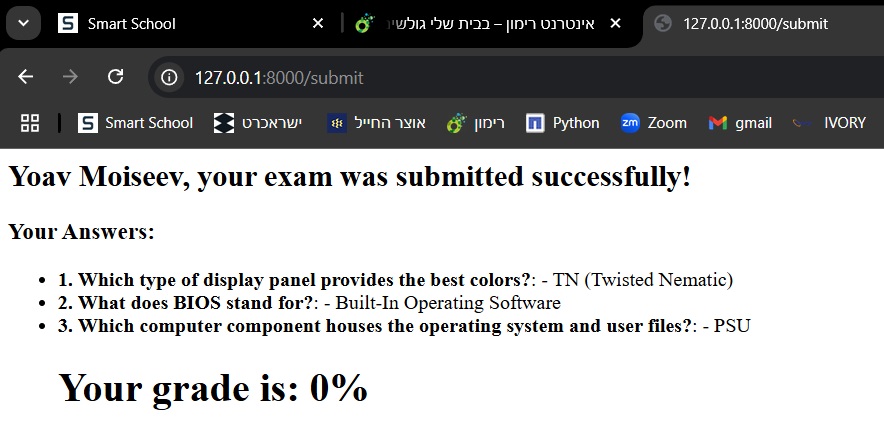 Smart School
אינטרנט רימון – בבית שלי גולשי
127.0.0.1:8000/submit
127.0.0.1:8000/submit
Smart School ישראכרט אוצר החייל רימון Python Zoom gmail IVORY
Yoav Moiseev, your exam was submitted successfully!
Your Answers:
1. Which type of display panel provides the best colors?: - TN (Twisted Nematic)
2. What does BIOS stand for?: - Built-In Operating Software
3. Which computer component houses the operating system and user files?: - PSU
Your grade is: 0%